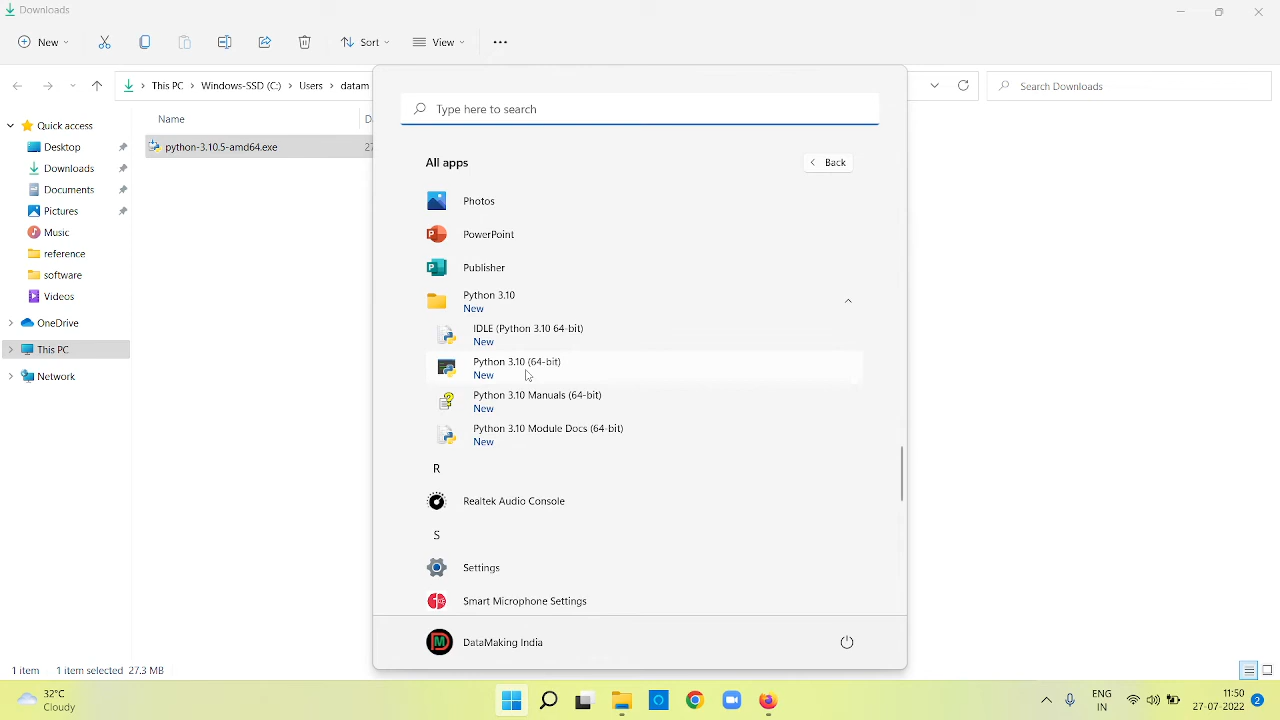 Downloads
New
Sort
View
This PC
Windows-SSD (C:)
Users
datam
Search Downloads
Type here to search
Name
Quick access
Desktop
Downloads
Documents
Pictures
Music
reference
software
Videos
OneDrive
This PC
Network
python-3.10.5-amd64.exe
27
All apps
Back
Photos
PowerPoint
Publisher
Python 3.10
New
IDLE (Python 3.10 64-bit)
New
Python 3.10 (64-bit)
New
Python 3.10 Manuals (64-bit)
New
Python 3.10 Module Docs (64-bit)
New
R
Realtek Audio Console
S
Settings
Smart Microphone Settings
DataMaking India
1 item
1 item selected 27.3 MB
32°C
Cloudy
ENG
IN
11:50
27-07-2022
2